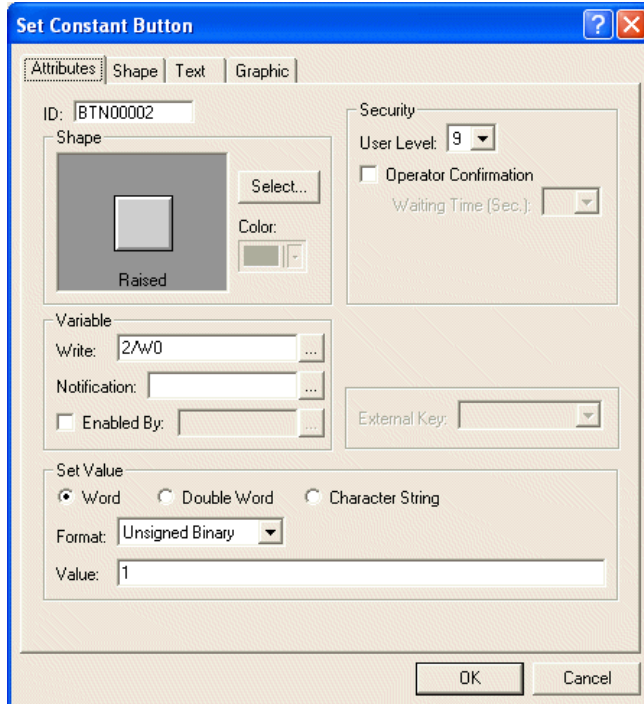 Set Constant Button
Attributes Shape Text Graphic
ID: BTN00002
Shape
Select...
Color:
Raised
Security
User Level: 9
Operator Confirmation
Waiting Time (Sec.):
Variable
Write: 2/W0 ...
Notification: ...
Enabled By: ...
External Key:
Set Value
Word Double Word Character String
Format: Unsigned Binary
Value: 1
OK Cancel